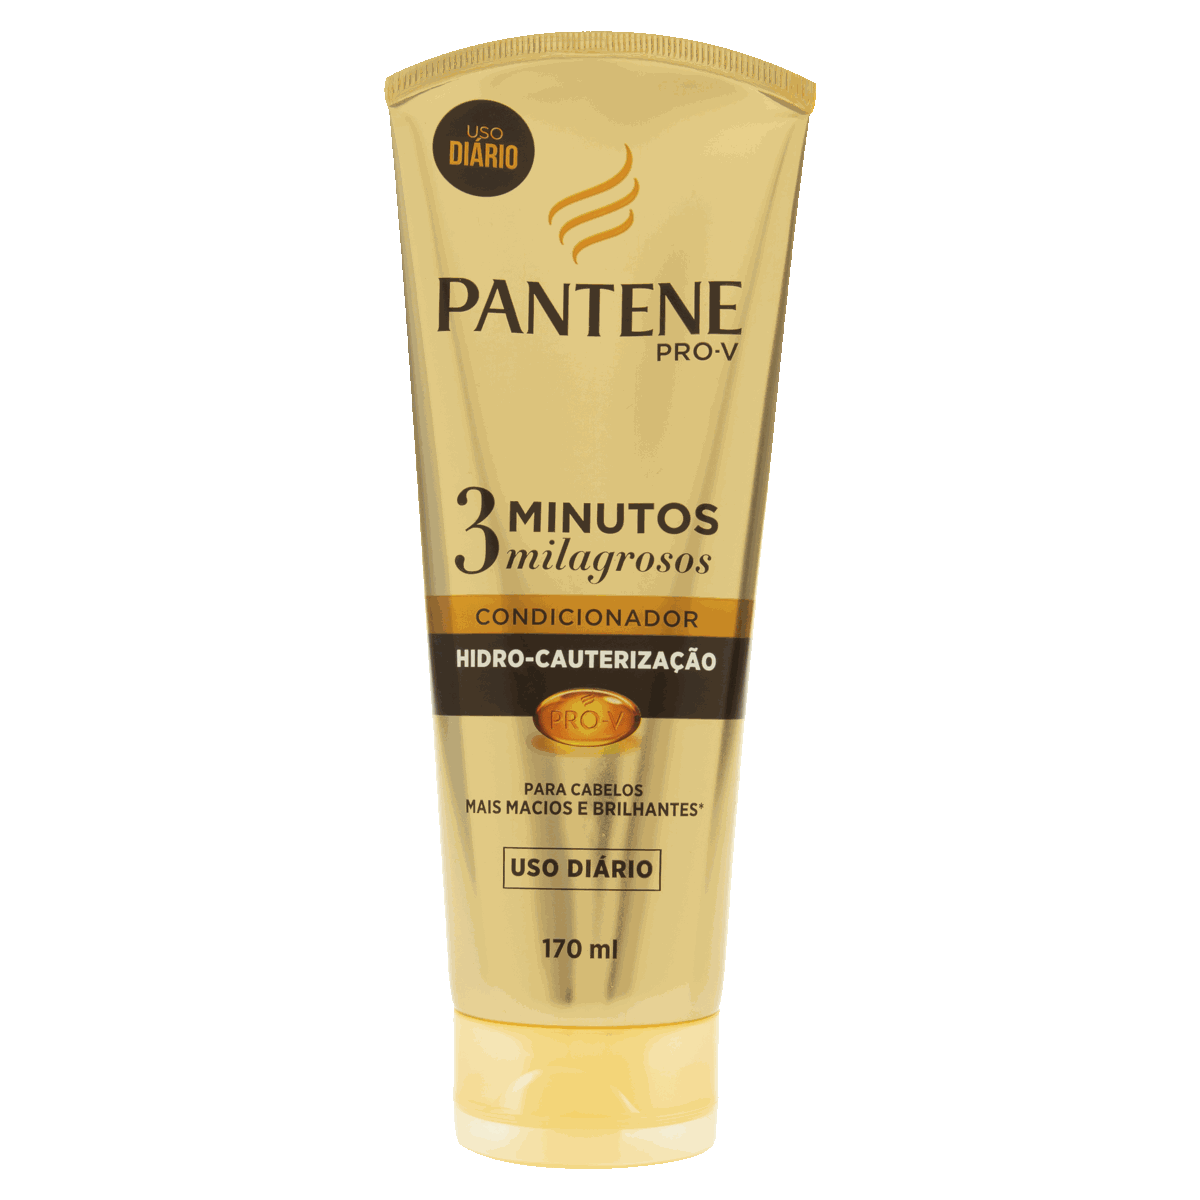 USO
DIÁRIO
PANTENE
PRO-V
3 MINUTOS
milagrosos
CONDICIONADOR
HIDRO-CAUTERIZAÇÃO
PRO-V
PARA CABELOS
MAIS MACIOS E BRILHANTES*
USO DIÁRIO
170 ml